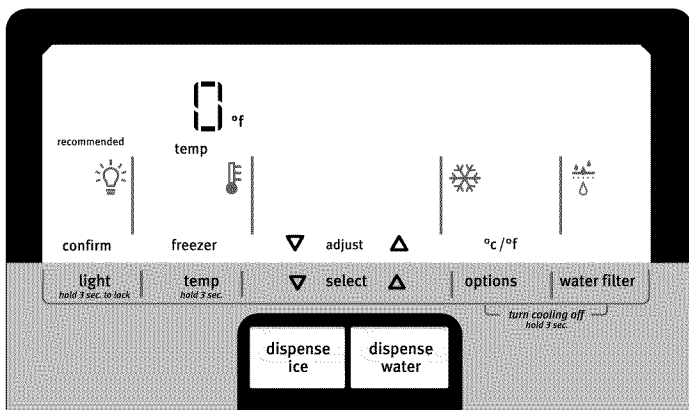 0 °f
recommended
temp
confirm freezer adjust °c/°f
light temp select options water filter
hold 3 sec. to lock hold 3 sec.
turn cooling off
hold 3 sec.
dispense ice
dispense water